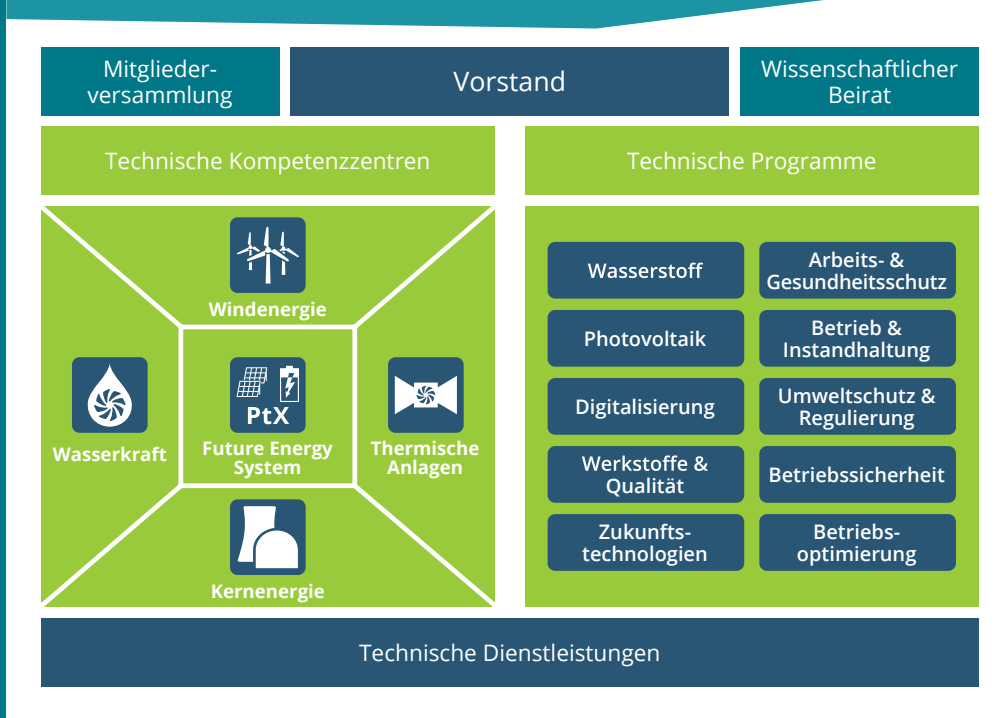 Mitglieder-
versammlung
Vorstand
Wissenschaftlicher
Beirat
Technische Kompetenzzentren
Technische Programme
Windenergie
Wasserkraft
PtX
Future Energy
System
Thermische
Anlagen
Kernenergie
Wasserstoff
Arbeits- &
Gesundheitsschutz
Photovoltaik
Betrieb &
Instandhaltung
Digitalisierung
Umweltschutz &
Regulierung
Werkstoffe &
Qualität
Betriebssicherheit
Zukunfts-
technologien
Betriebs-
optimierung
Technische Dienstleistungen